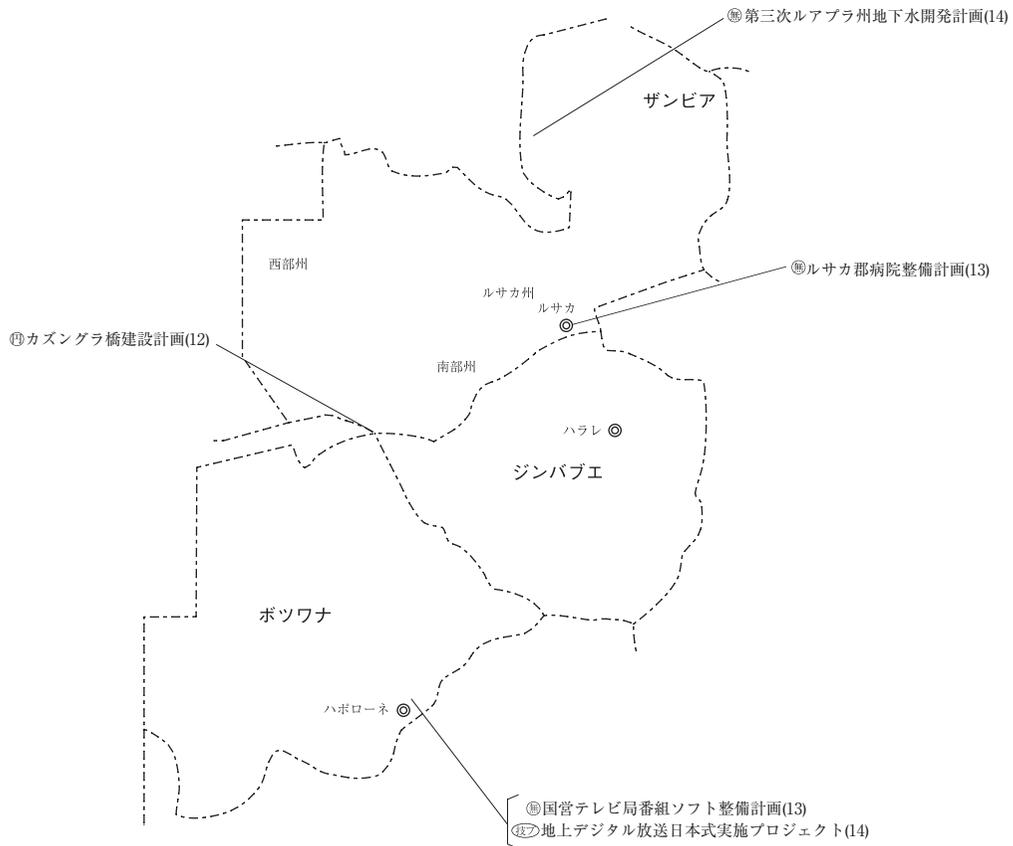 ㊮第三次ルアプラ州地下水開発計画(14)
ザンビア
西部州
ルサカ州
ルサカ
㊮ルサカ郡病院整備計画(13)
円カズングラ橋建設計画(12)
南部州
ハラレ
ジンバブエ
ボツワナ
ハボローネ
無国営テレビ局番組ソフト整備計画(13)
技プ地上デジタル放送日本式実施プロジェクト(14)